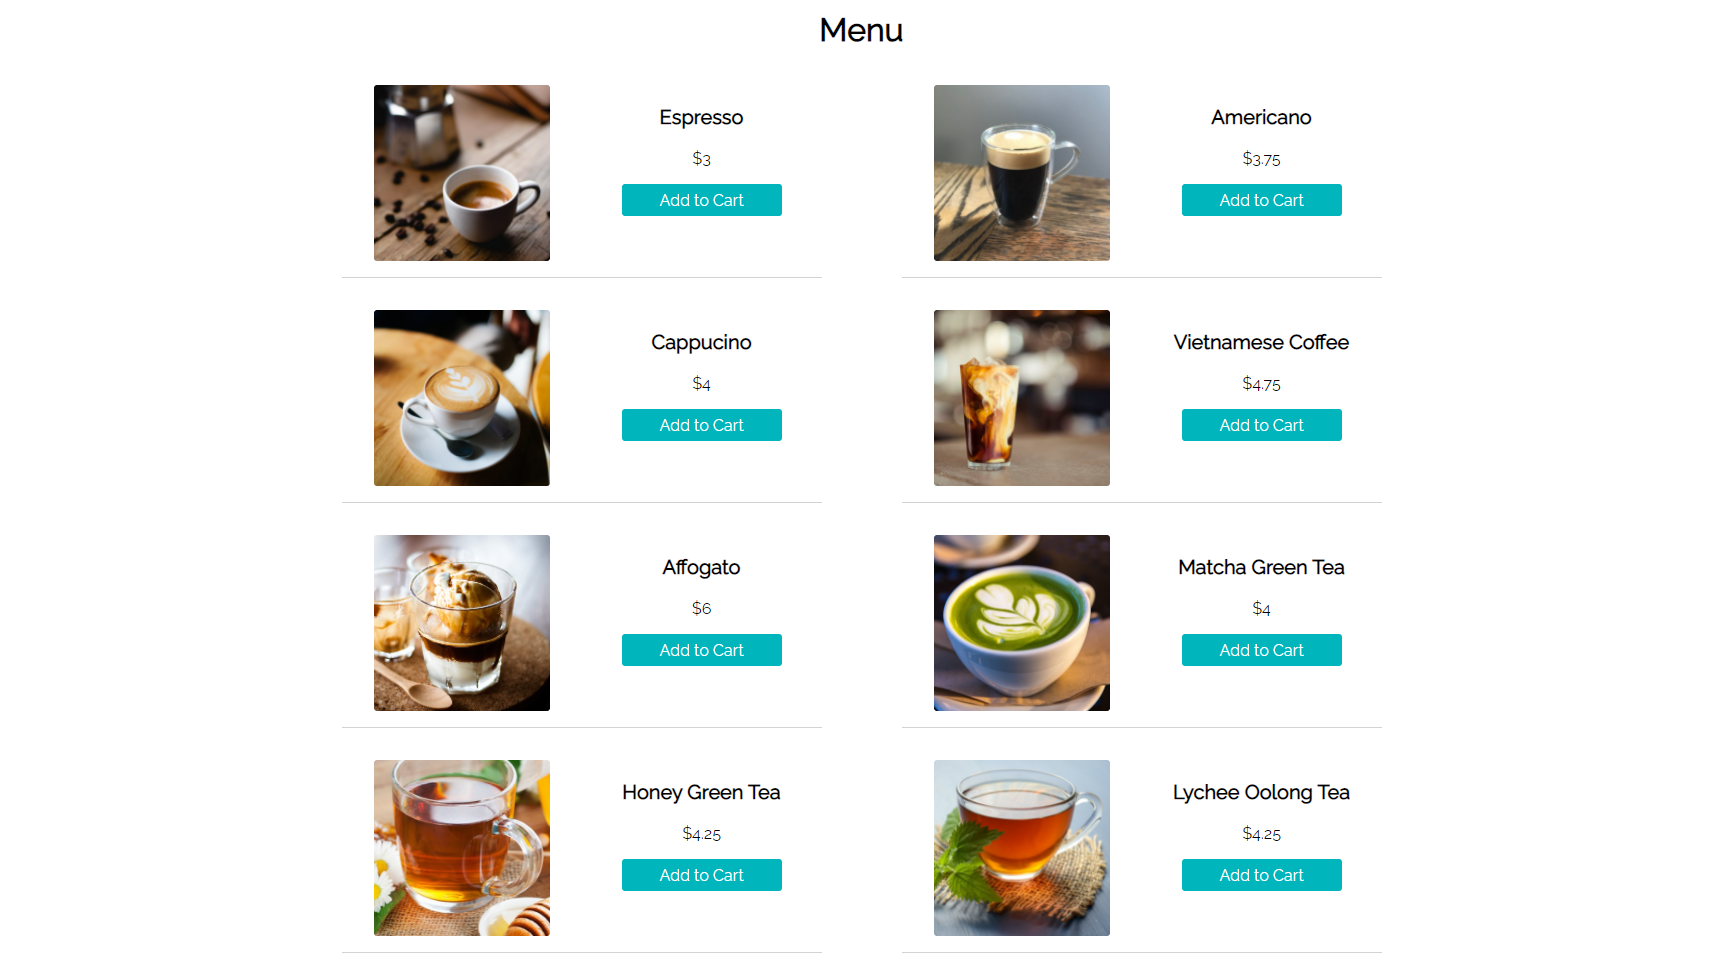 Menu
Espresso
$3
Add to Cart
Americano
$3.75
Add to Cart
Cappucino
$4
Add to Cart
Vietnamese Coffee
$4.75
Add to Cart
Affogato
$6
Add to Cart
Matcha Green Tea
$4
Add to Cart
Honey Green Tea
$4.25
Add to Cart
Lychee Oolong Tea
$4.25
Add to Cart